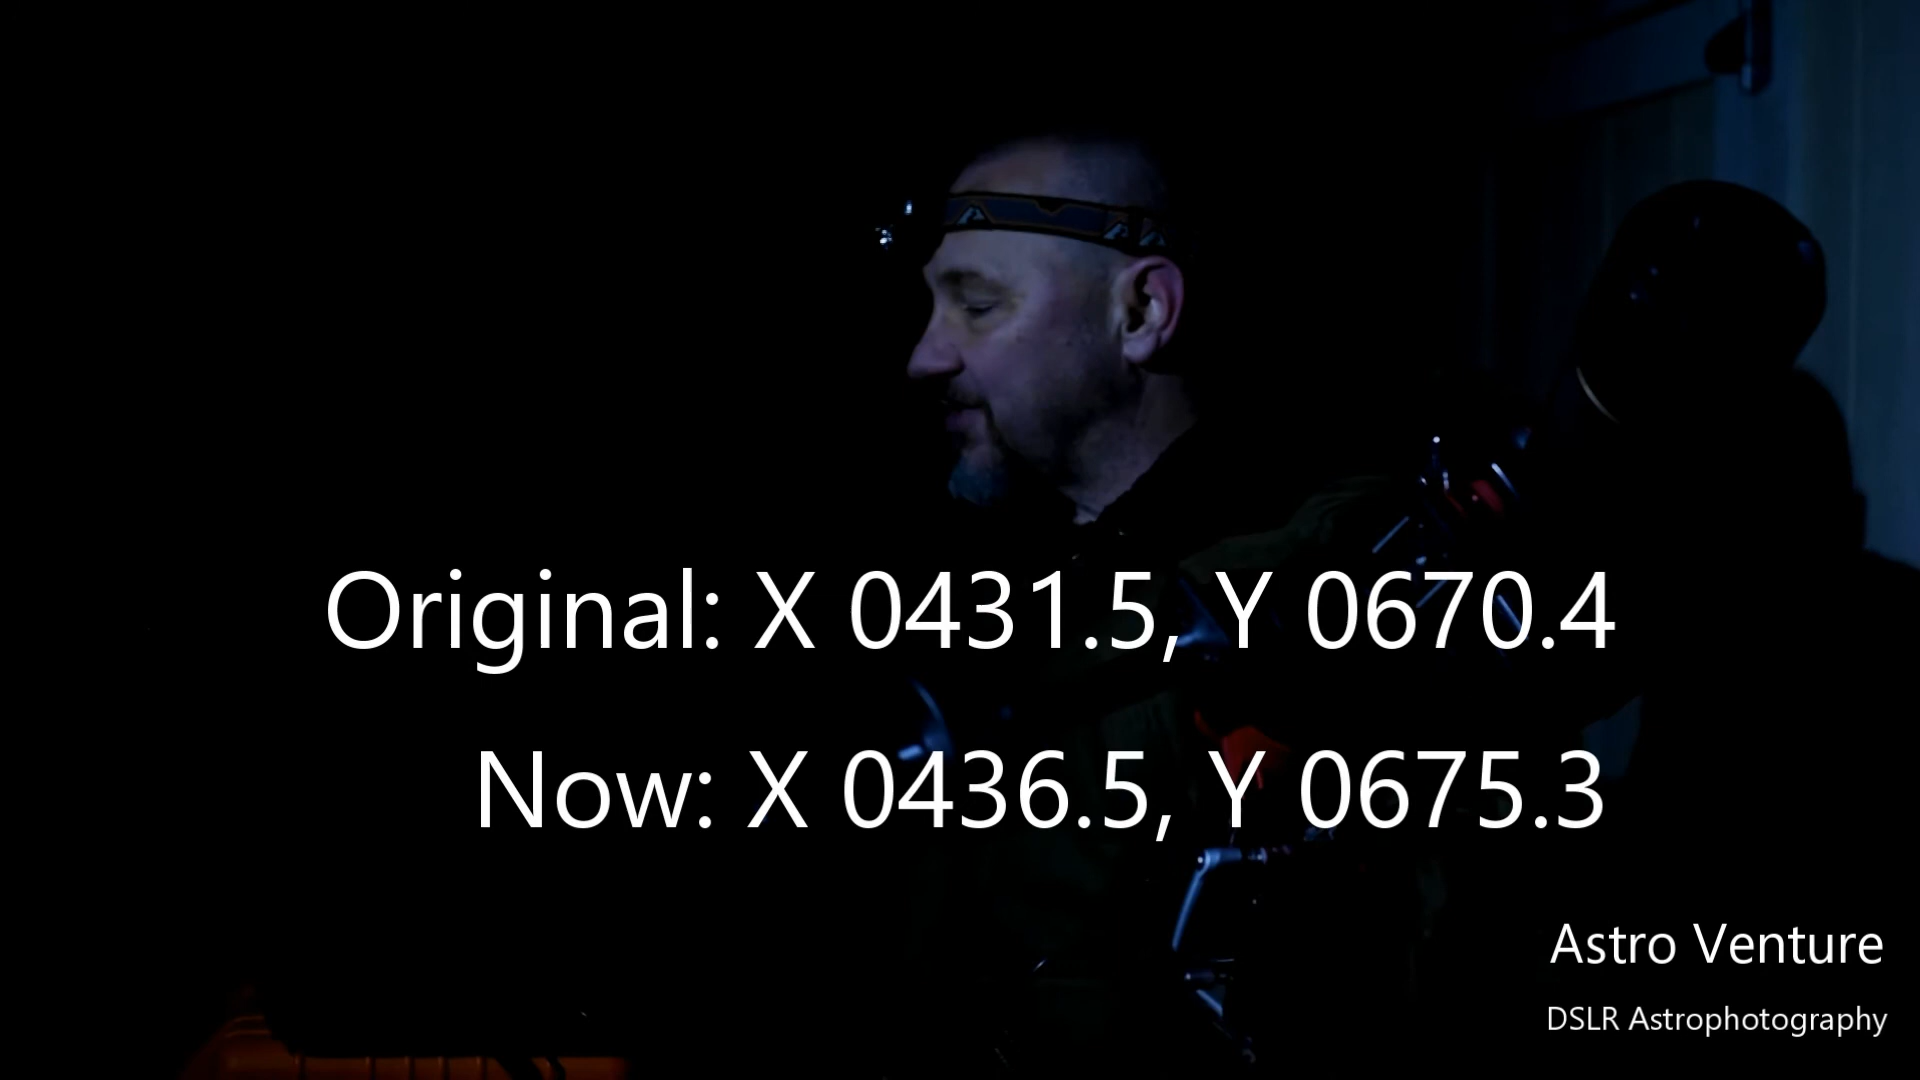 Original: X 0431.5, Y 0670.4
Now: X 0436.5, Y 0675.3
Astro Venture
DSLR Astrophotography